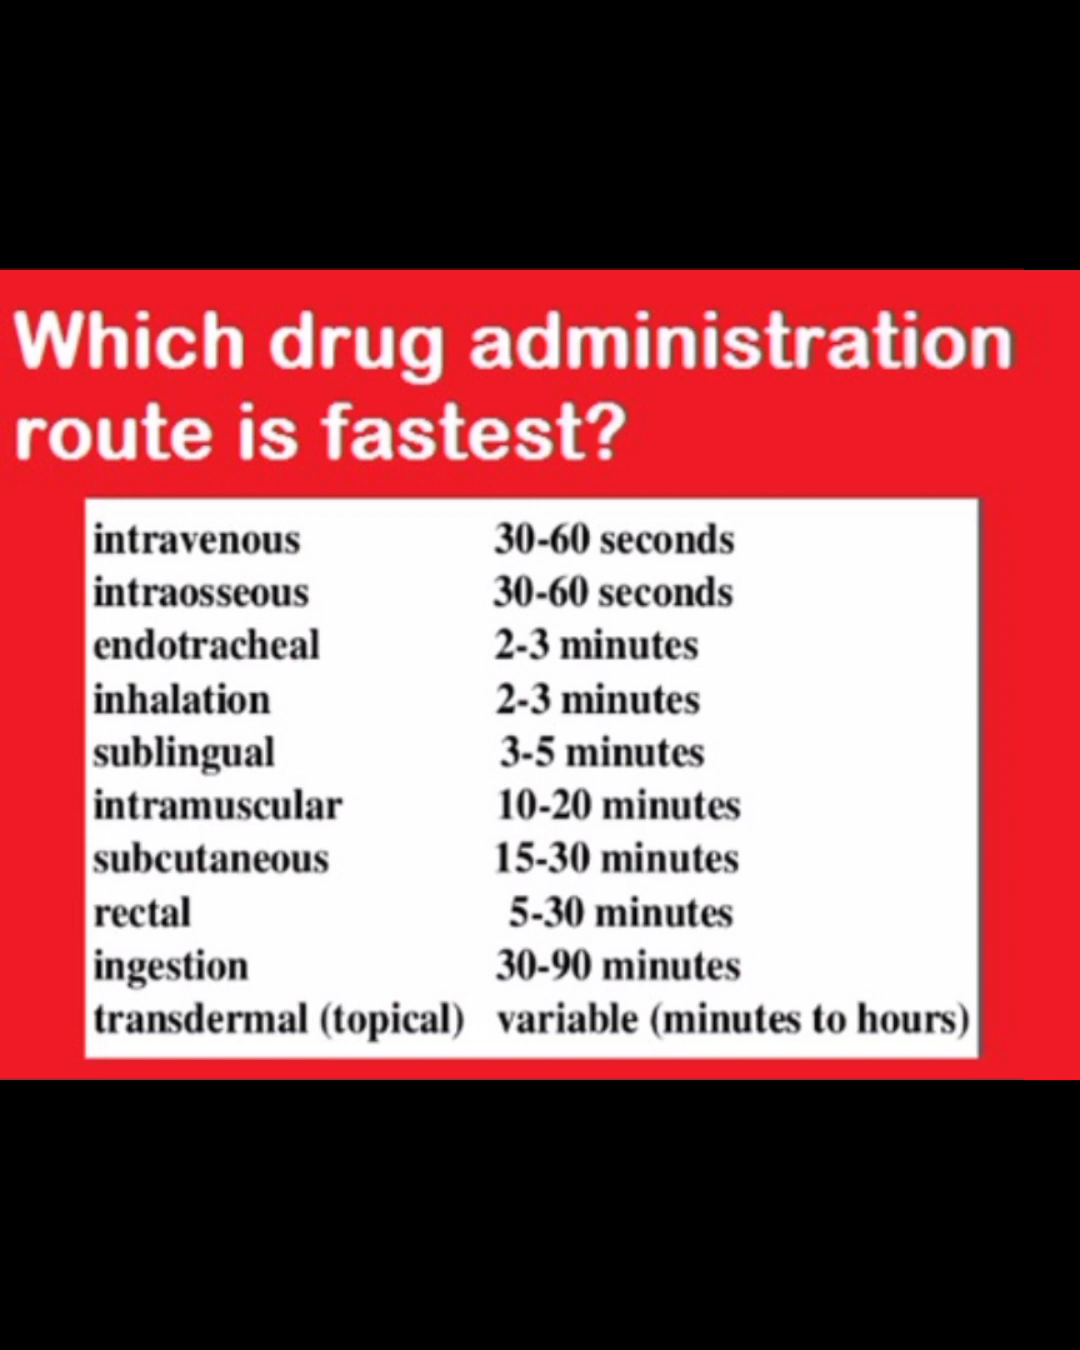 Which drug administration
route is fastest?
intravenous 30-60 seconds
intraosseous 30-60 seconds
endotracheal 2-3 minutes
inhalation 2-3 minutes
sublingual 3-5 minutes
intramuscular 10-20 minutes
subcutaneous 15-30 minutes
rectal 5-30 minutes
ingestion 30-90 minutes
transdermal (topical) variable (minutes to hours)